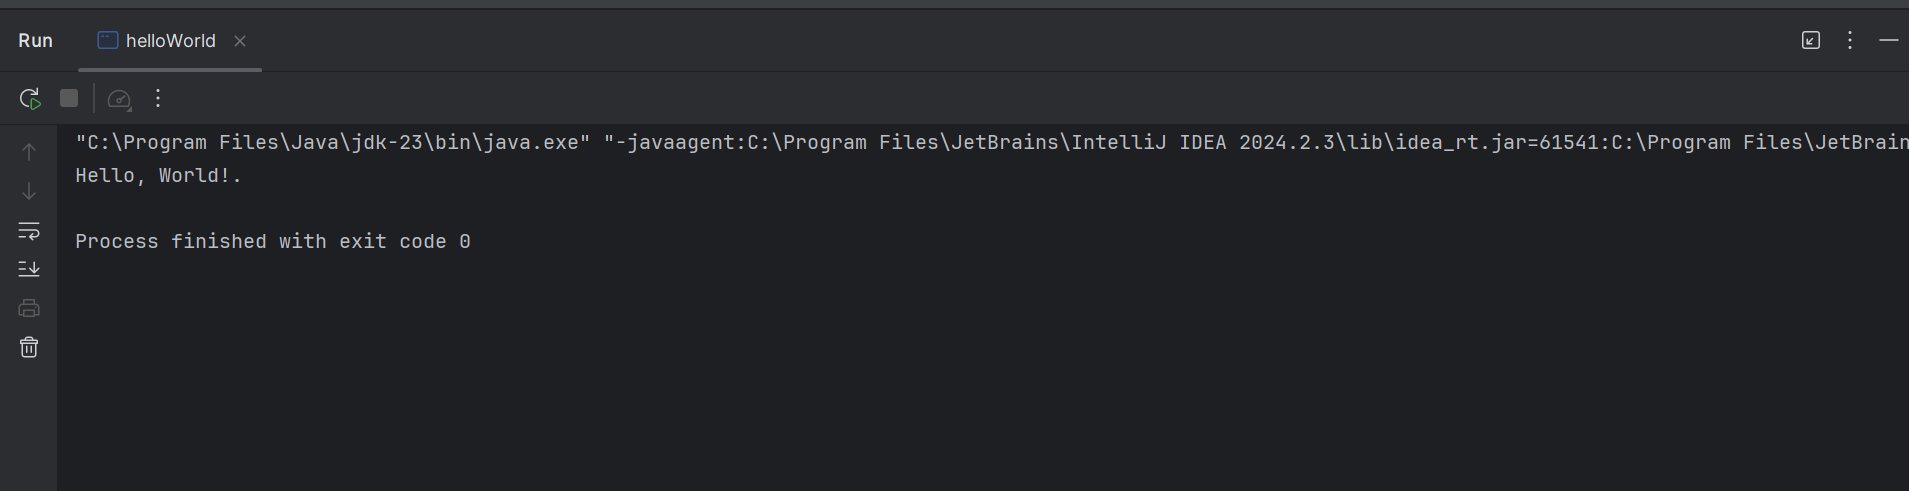 Run helloWorld
"C:\Program Files\Java\jdk-23\bin\java.exe" "-javaagent:C:\Program Files\JetBrains\IntelliJ IDEA 2024.2.3\lib\idea_rt.jar=61541:C:\Program Files\JetBrain
Hello, World!.
Process finished with exit code 0